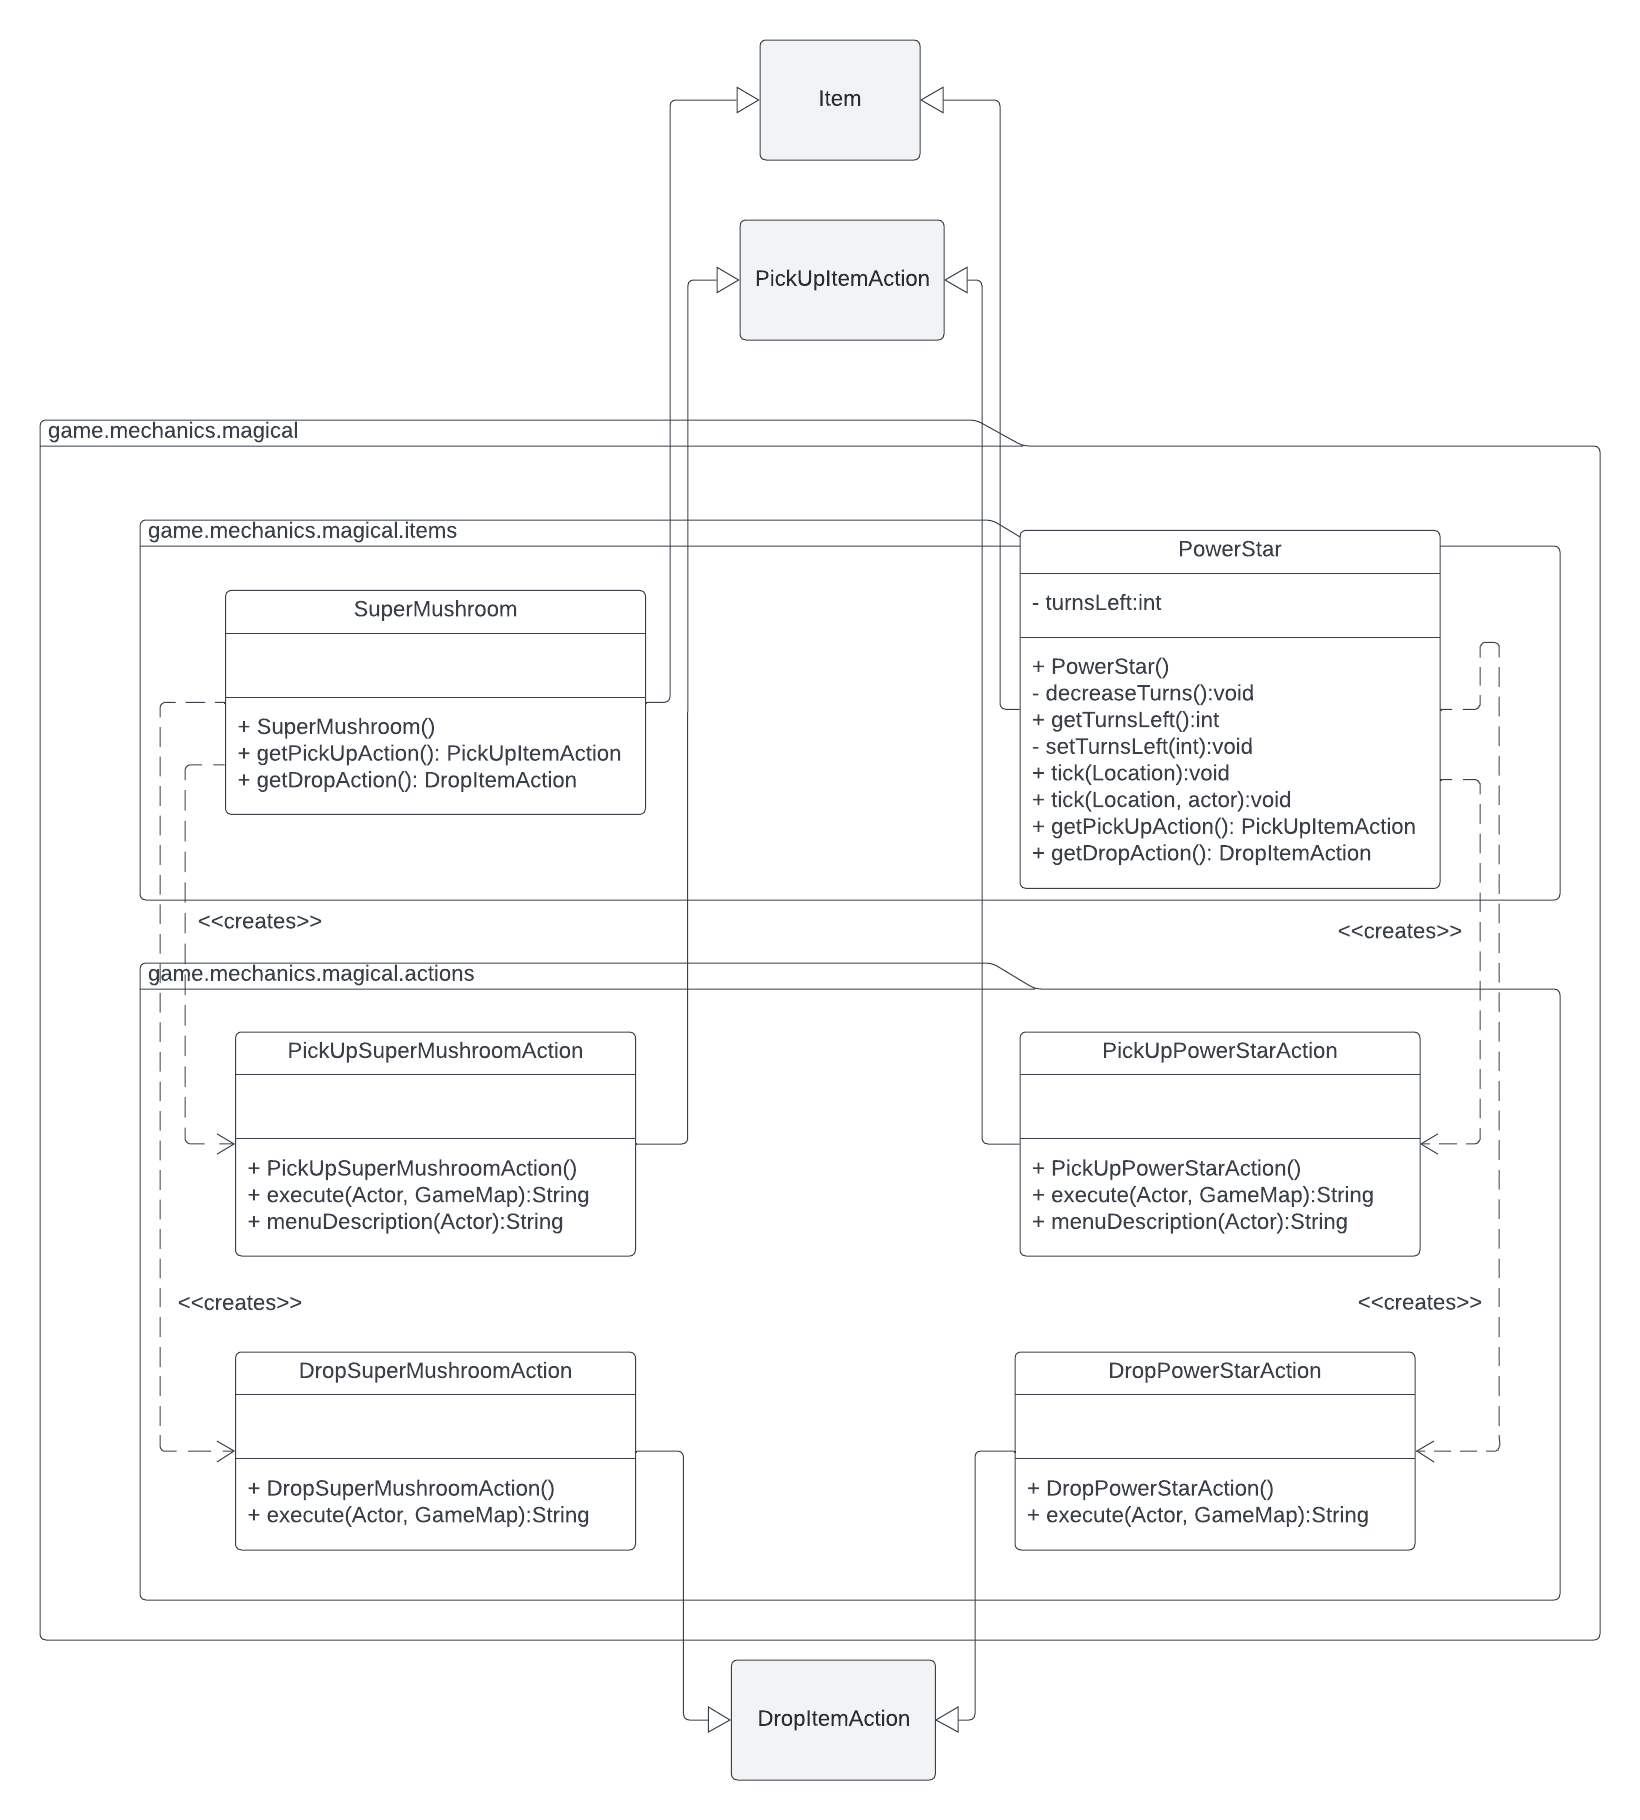 Item
PickUpItemAction
game.mechanics.magical
game.mechanics.magical.items
SuperMushroom
+ SuperMushroom()
+ getPickUpAction(): PickUpItemAction
+ getDropAction(): DropItemAction
PowerStar
- turnsLeft:int
+ PowerStar()
- decreaseTurns():void
+ getTurnsLeft():int
- setTurnsLeft(int):void
+ tick(Location):void
+ tick(Location, actor):void
+ getPickUpAction(): PickUpItemAction
+ getDropAction(): DropItemAction
<<creates>>
<<creates>>
game.mechanics.magical.actions
PickUpSuperMushroomAction
+ PickUpSuperMushroomAction()
+ execute(Actor, GameMap):String
+ menuDescription(Actor):String
PickUpPowerStarAction
+ PickUpPowerStarAction()
+ execute(Actor, GameMap):String
+ menuDescription(Actor):String
<<creates>>
<<creates>>
DropSuperMushroomAction
+ DropSuperMushroomAction()
+ execute(Actor, GameMap):String
DropPowerStarAction
+ DropPowerStarAction()
+ execute(Actor, GameMap):String
DropItemAction